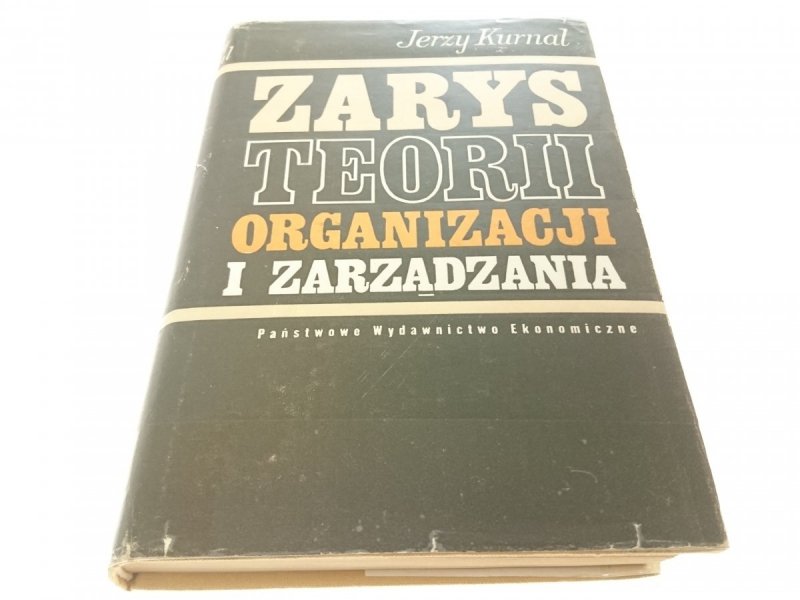 Jerzy Kurnal
ZARYS
TEORII
ORGANIZACJI
I ZARZĄDZANIA
Państwowe Wydawnictwo Ekonomiczne